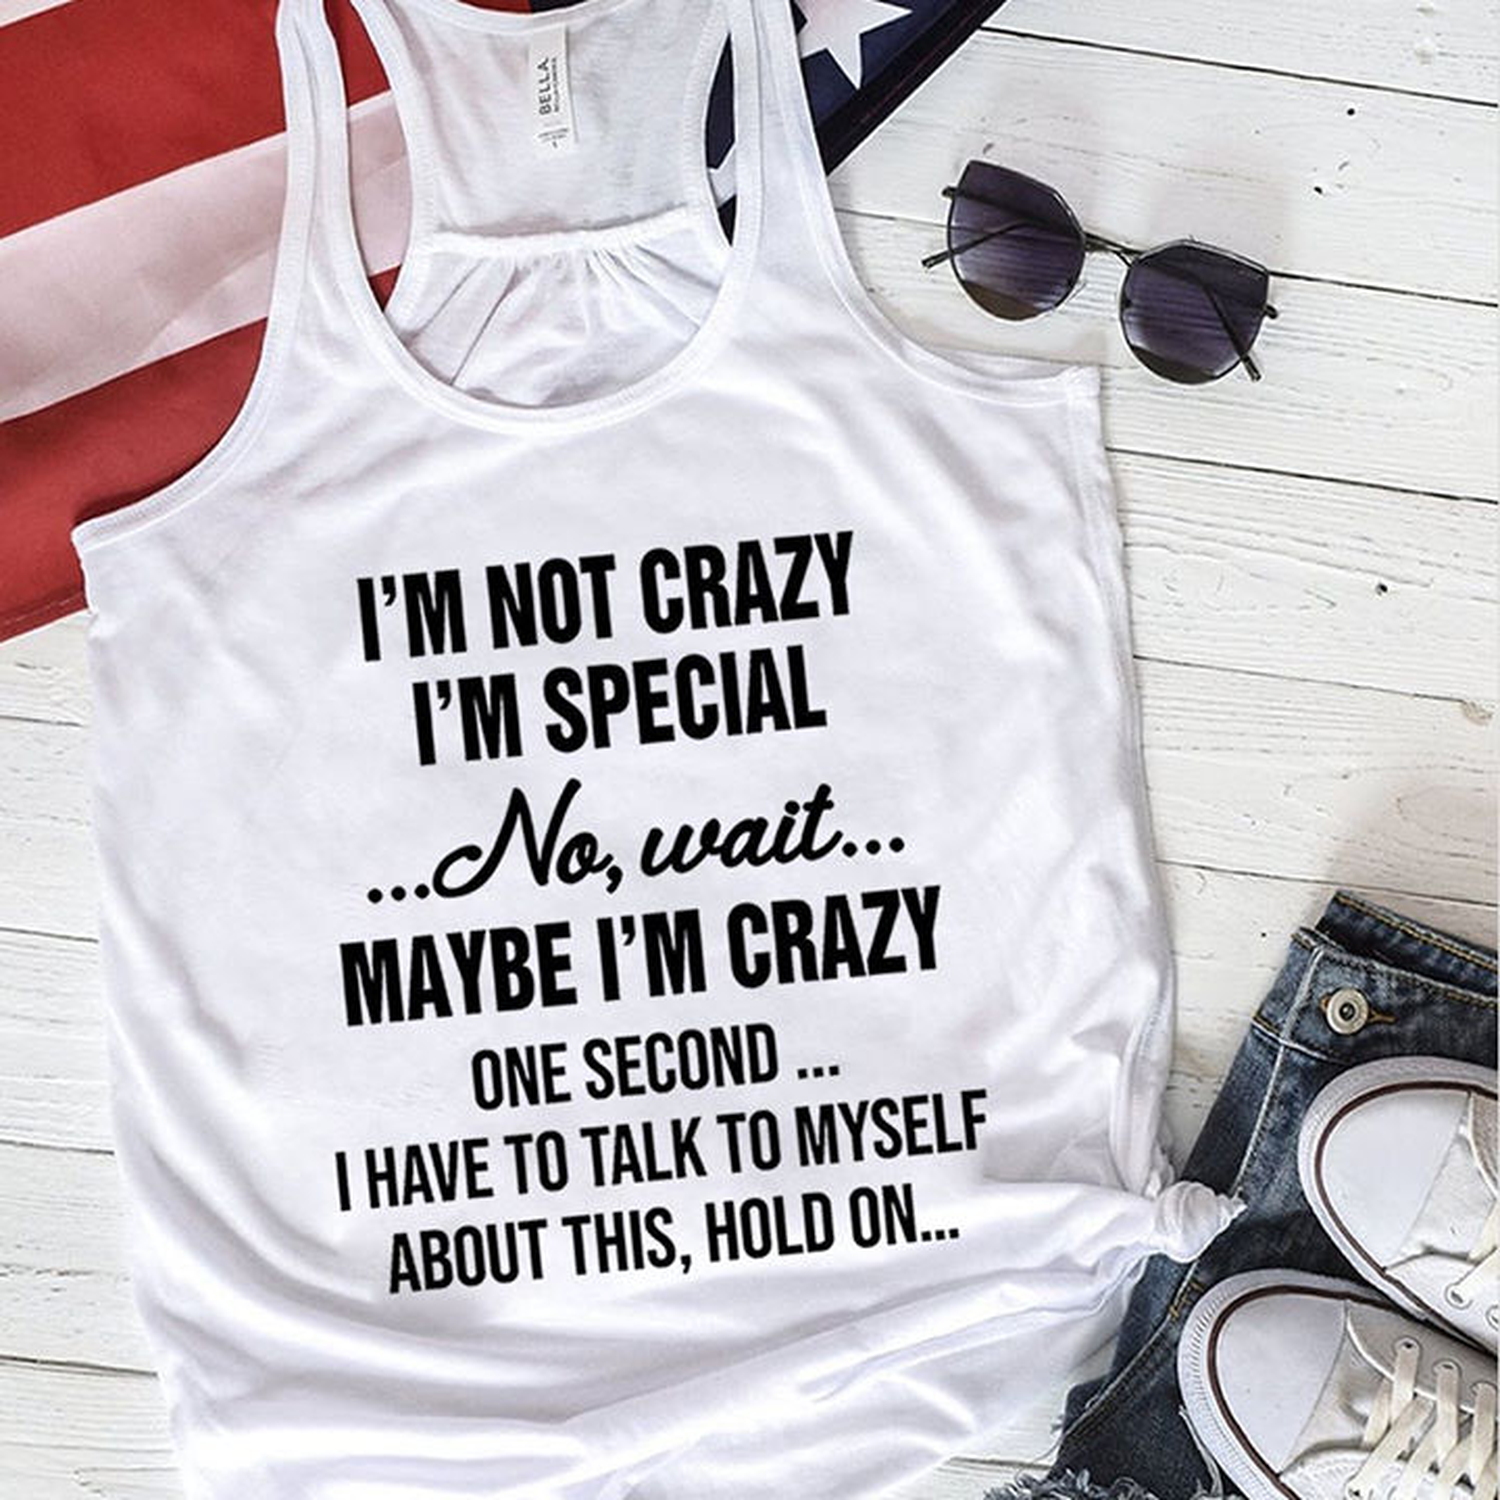 BELLA
I'M NOT CRAZY
I'M SPECIAL
...No, wait...
MAYBE I'M CRAZY
ONE SECOND ...
I HAVE TO TALK TO MYSELF
ABOUT THIS, HOLD ON...